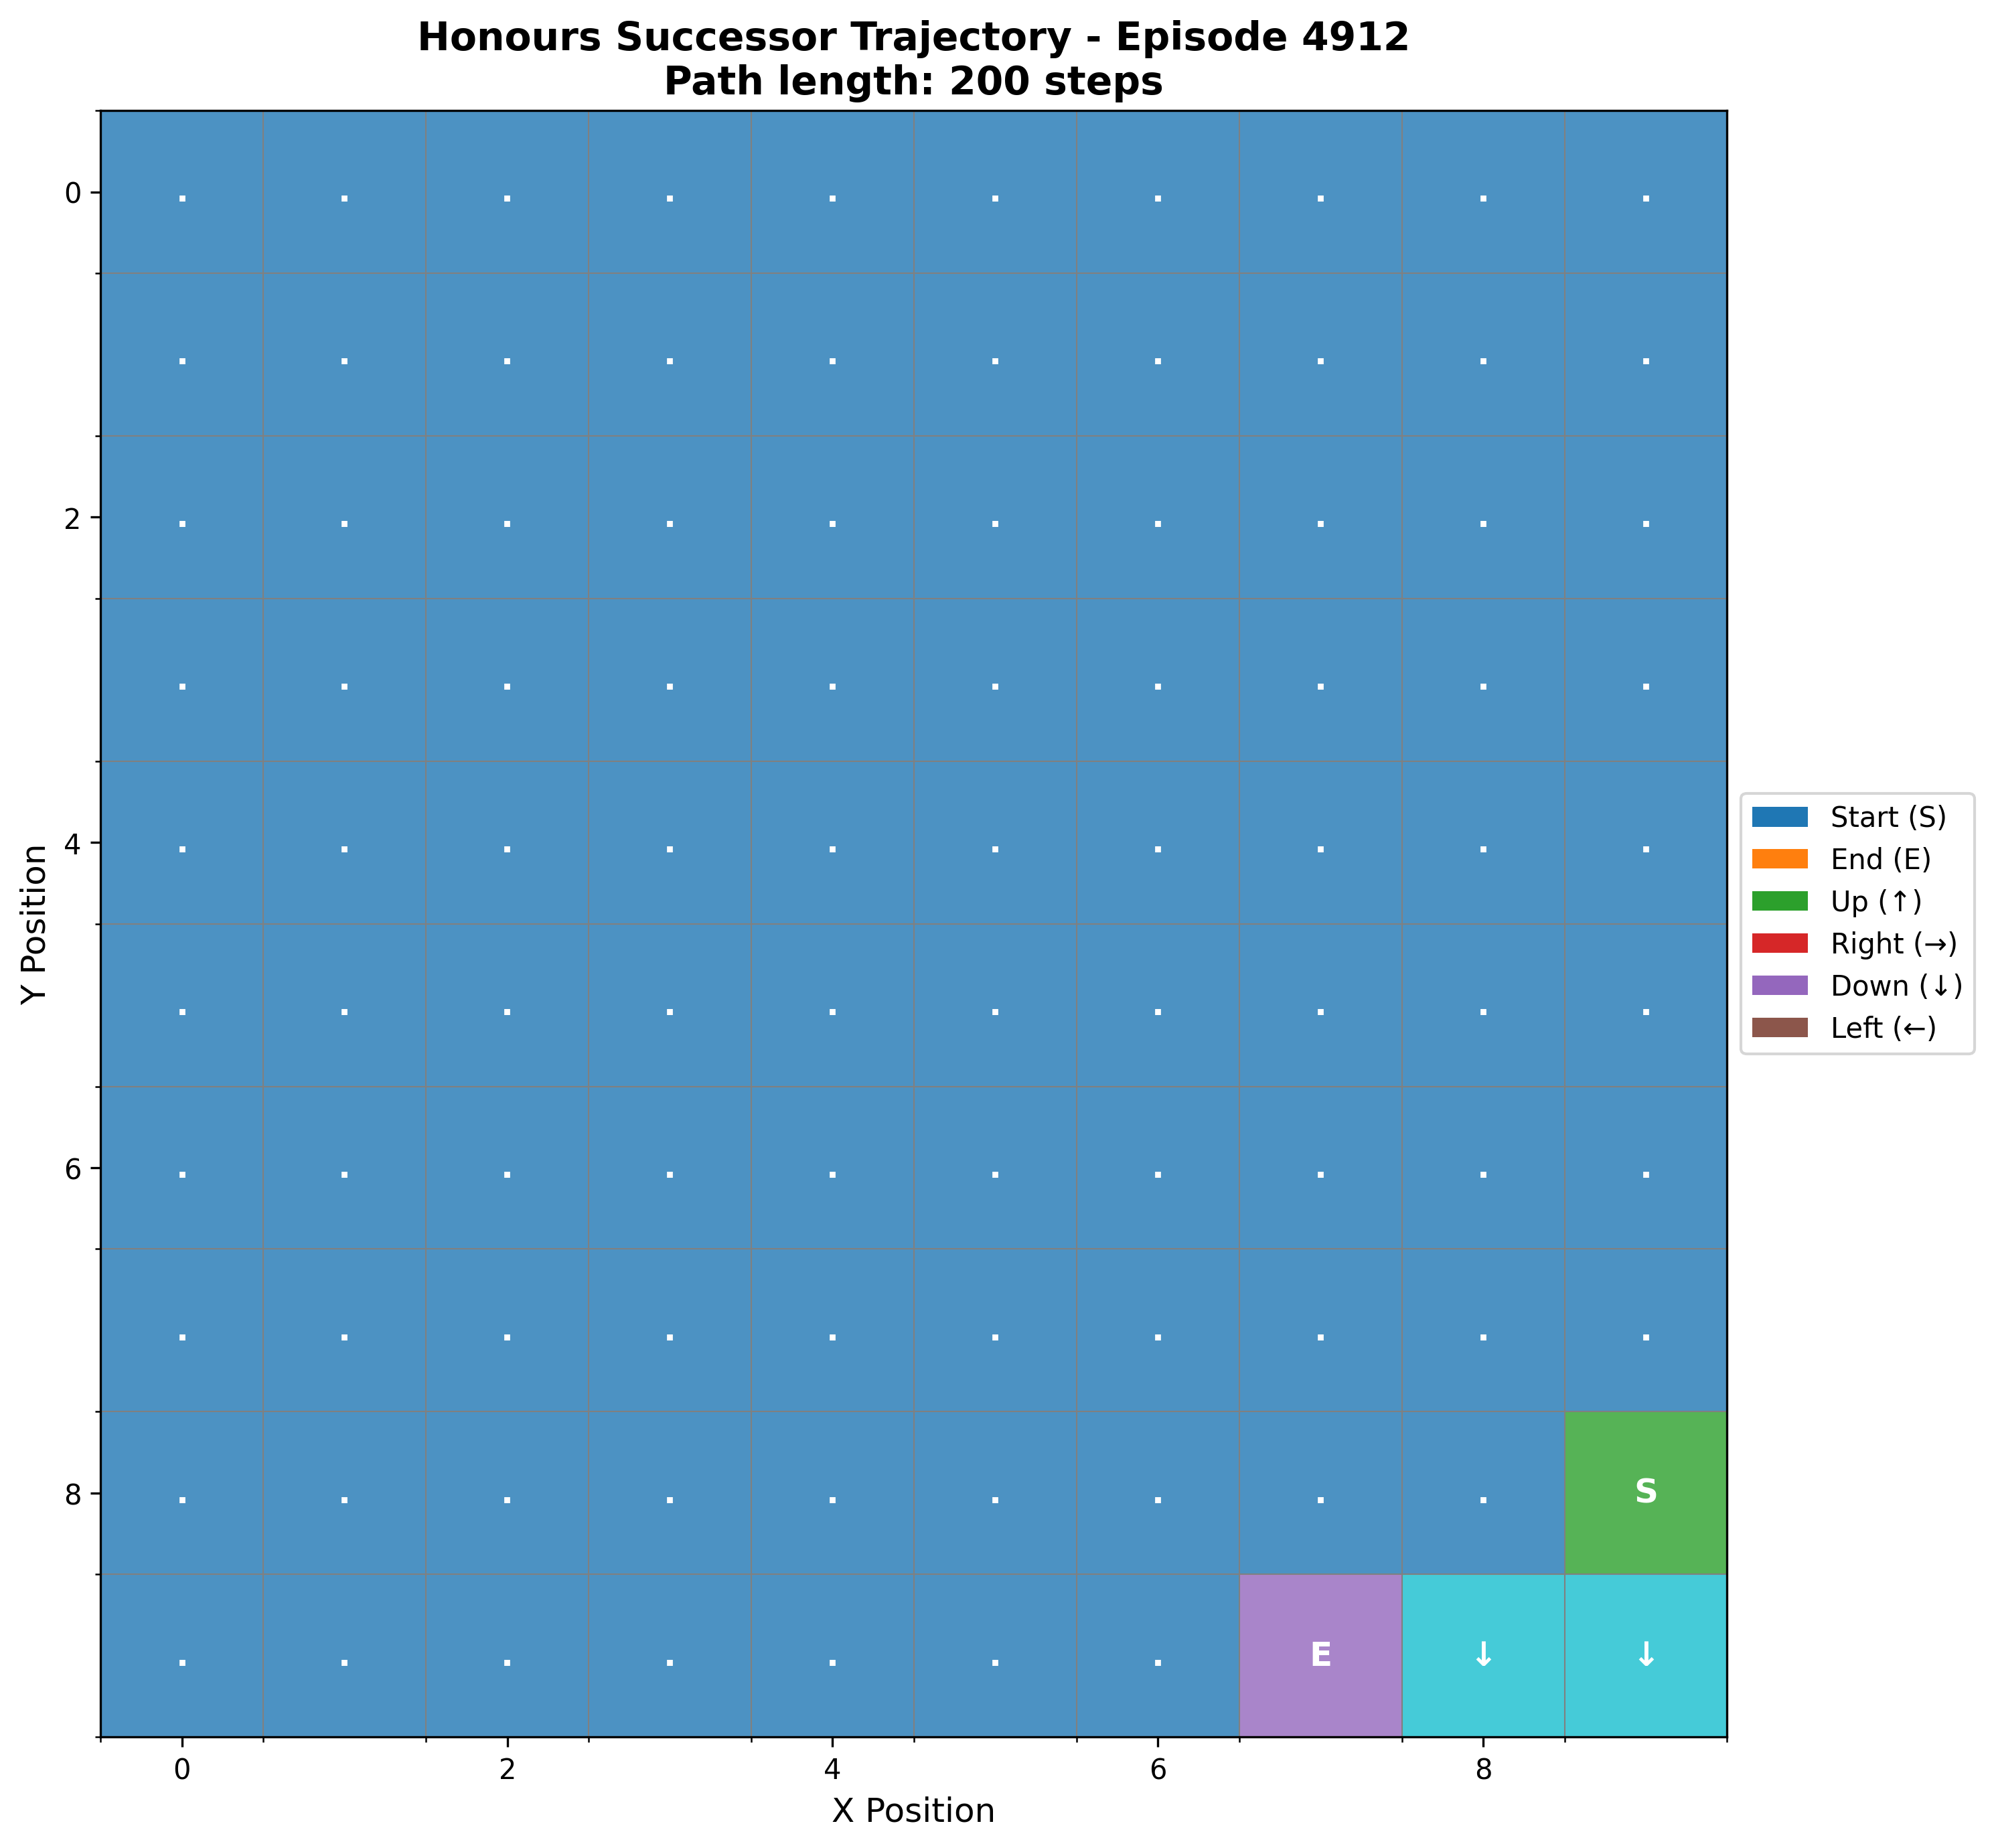 Honours Successor Trajectory - Episode 4912
Path length: 200 steps
Y Position
0
2
4
6
8
S
E ↓ ↓
0 2 4 6 8
X Position
Start (S)
End (E)
Up (↑)
Right (→)
Down (↓)
Left (←)